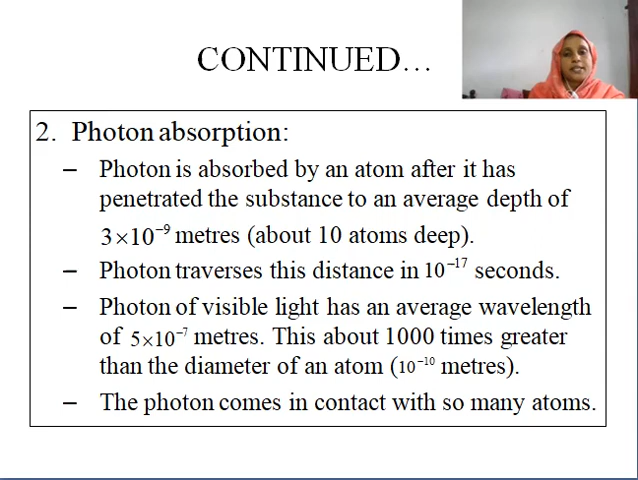 CONTINUED...
2. Photon absorption:
– Photon is absorbed by an atom after it has
penetrated the substance to an average depth of
3×10⁻⁹ metres (about 10 atoms deep).
– Photon traverses this distance in 10⁻¹⁷ seconds.
– Photon of visible light has an average wavelength
of 5×10⁻⁷ metres. This about 1000 times greater
than the diameter of an atom (10⁻¹⁰ metres).
– The photon comes in contact with so many atoms.